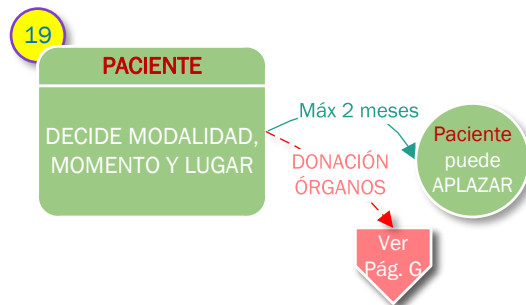 19
PACIENTE
DECIDE MODALIDAD,
MOMENTO Y LUGAR
Máx 2 meses
DONACIÓN
ÓRGANOS
Paciente
puede
APLAZAR
Ver
Pág. G